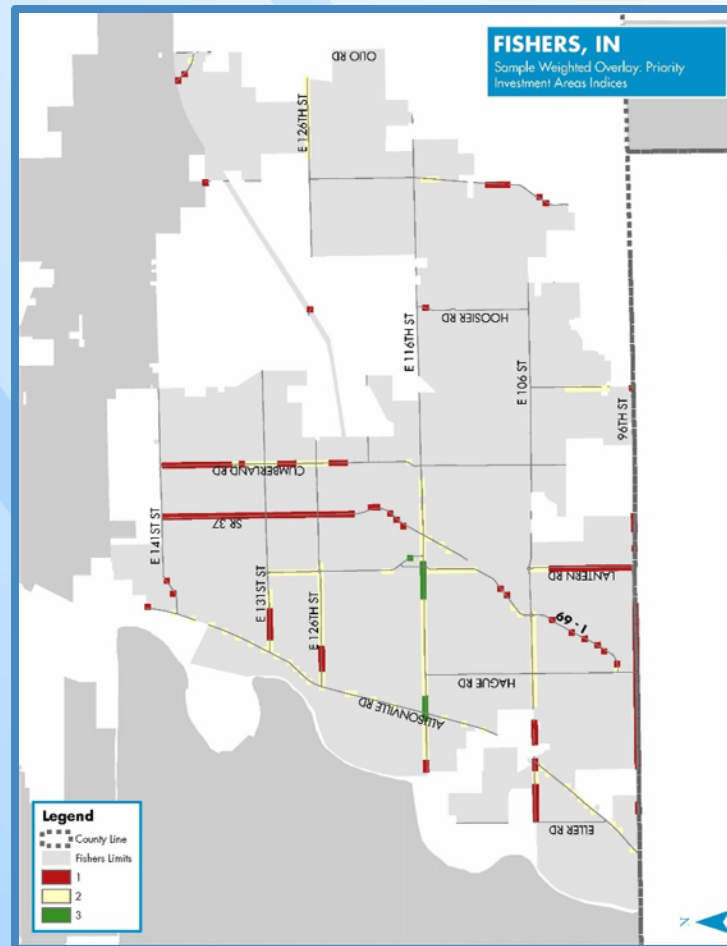 FISHERS, IN
Sample Weighted Overlay: Priority
Investment Areas Indices
OLIO RD
E 126TH ST
E 116TH ST
HOOSIER RD
E 106 ST
96TH ST
CUMBERLAND RD
E 141ST ST
SR 37
E 131ST ST
E 126TH ST
LANTERN RD
I - 69
HAGUE RD
ALLISONVILLE RD
ELLER RD
Legend
County Line
Fishers Limits
1
2
3
N